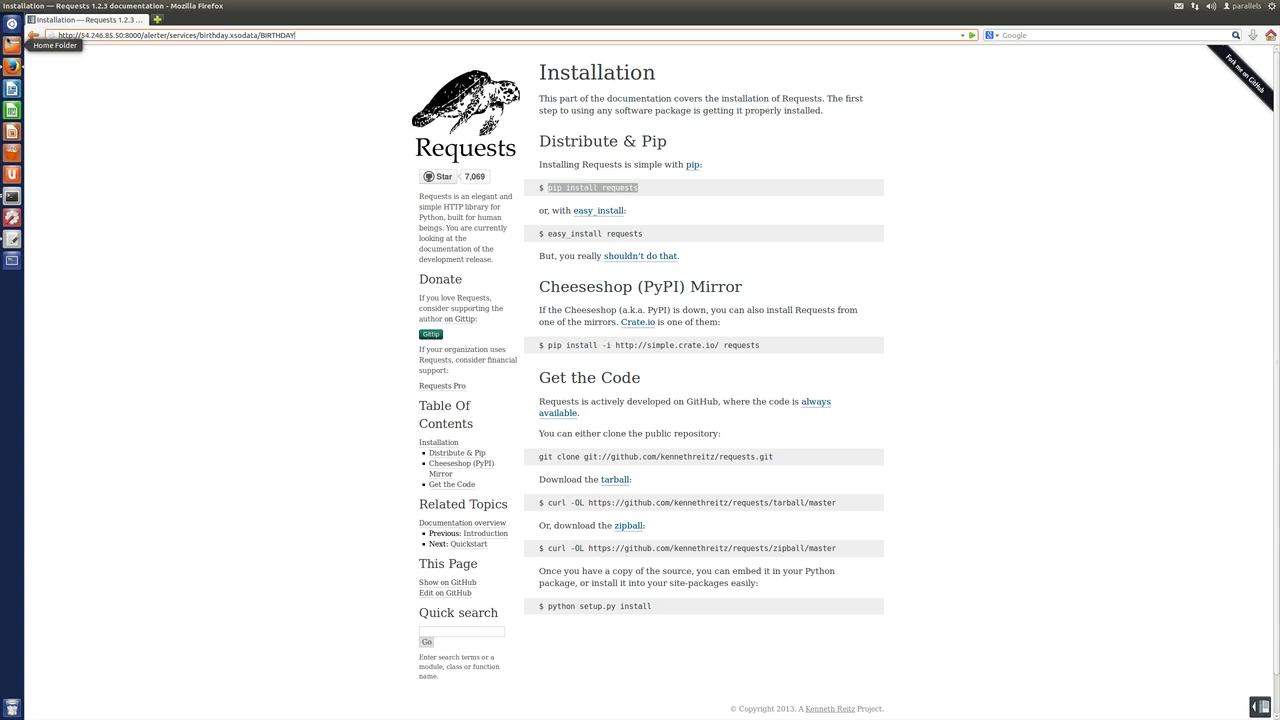 Installation — Requests 1.2.3 documentation - Mozilla Firefox
parallels
Installation — Requests 1.2.3 ...
http://54.246.85.50:8000/alerter/services/birthday.xsodata/BIRTHDAY
Google
Home Folder
Fork me on GitHub
Requests
Star 7,069
Requests is an elegant and
simple HTTP library for
Python, built for human
beings. You are currently
looking at the
documentation of the
development release.
Donate
If you love Requests,
consider supporting the
author on Gittip:
Gittip
If your organization uses
Requests, consider financial
support:
Requests Pro
Table Of
Contents
Installation
Distribute & Pip
Cheeseshop (PyPI)
Mirror
Get the Code
Related Topics
Documentation overview
Previous: Introduction
Next: Quickstart
This Page
Show on GitHub
Edit on GitHub
Quick search
Go
Enter search terms or a
module, class or function
name.
Installation
This part of the documentation covers the installation of Requests. The first
step to using any software package is getting it properly installed.
Distribute & Pip
Installing Requests is simple with pip:
$ pip install requests
or, with easy_install:
$ easy_install requests
But, you really shouldn't do that.
Cheeseshop (PyPI) Mirror
If the Cheeseshop (a.k.a. PyPI) is down, you can also install Requests from
one of the mirrors. Crate.io is one of them:
$ pip install -i http://simple.crate.io/ requests
Get the Code
Requests is actively developed on GitHub, where the code is always
available.
You can either clone the public repository:
git clone git://github.com/kennethreitz/requests.git
Download the tarball:
$ curl -OL https://github.com/kennethreitz/requests/tarball/master
Or, download the zipball:
$ curl -OL https://github.com/kennethreitz/requests/zipball/master
Once you have a copy of the source, you can embed it in your Python
package, or install it into your site-packages easily:
$ python setup.py install
© Copyright 2013. A Kenneth Reitz Project.